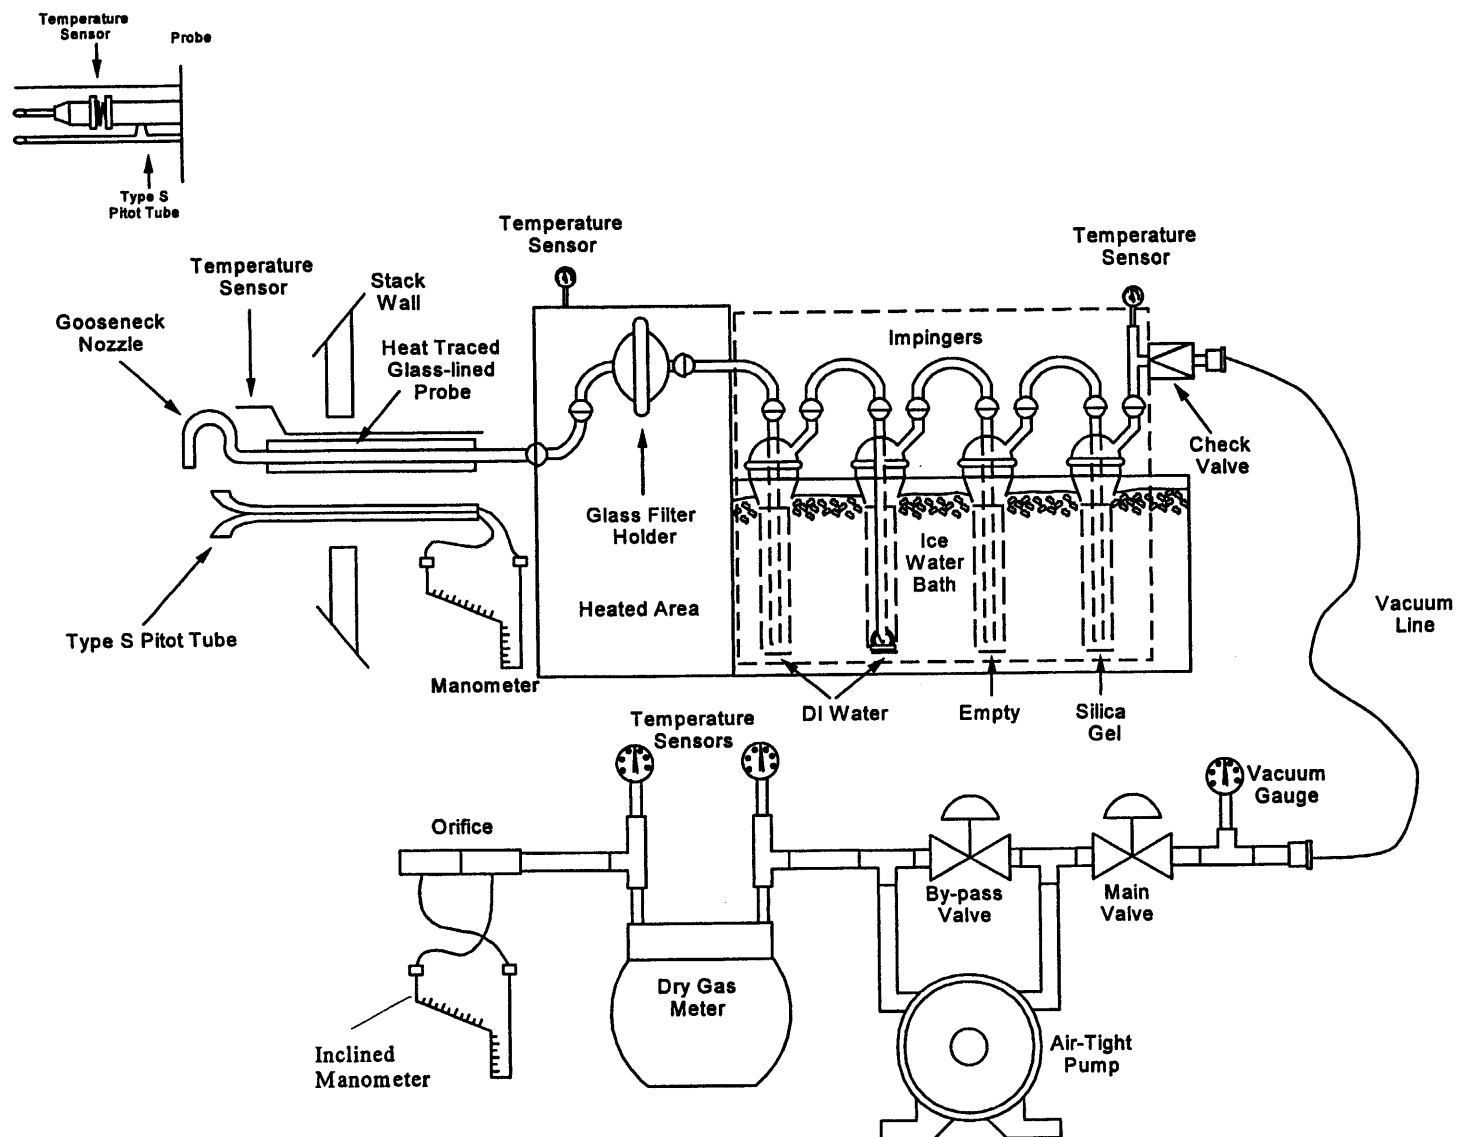 Temperature
Sensor
Probe
Type S
Pitot Tube
Temperature
Sensor
Temperature
Sensor
Temperature
Sensor
Stack
Wall
Gooseneck
Nozzle
Heat Traced
Glass-lined
Probe
Impingers
Check
Valve
Glass Filter
Holder
Ice
Water
Bath
Heated Area
Type S Pitot Tube
Vacuum
Line
Manometer
DI Water
Empty
Silica
Gel
Temperature
Sensors
Vacuum
Gauge
Orifice
By-pass
Valve
Main
Valve
Dry Gas
Meter
Air-Tight
Pump
Inclined
Manometer